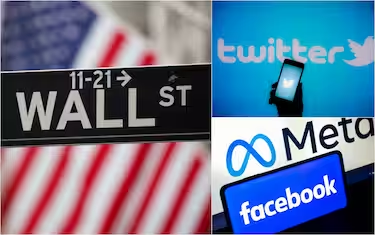 11-21 →
WALL ST
twitter
Meta
facebook